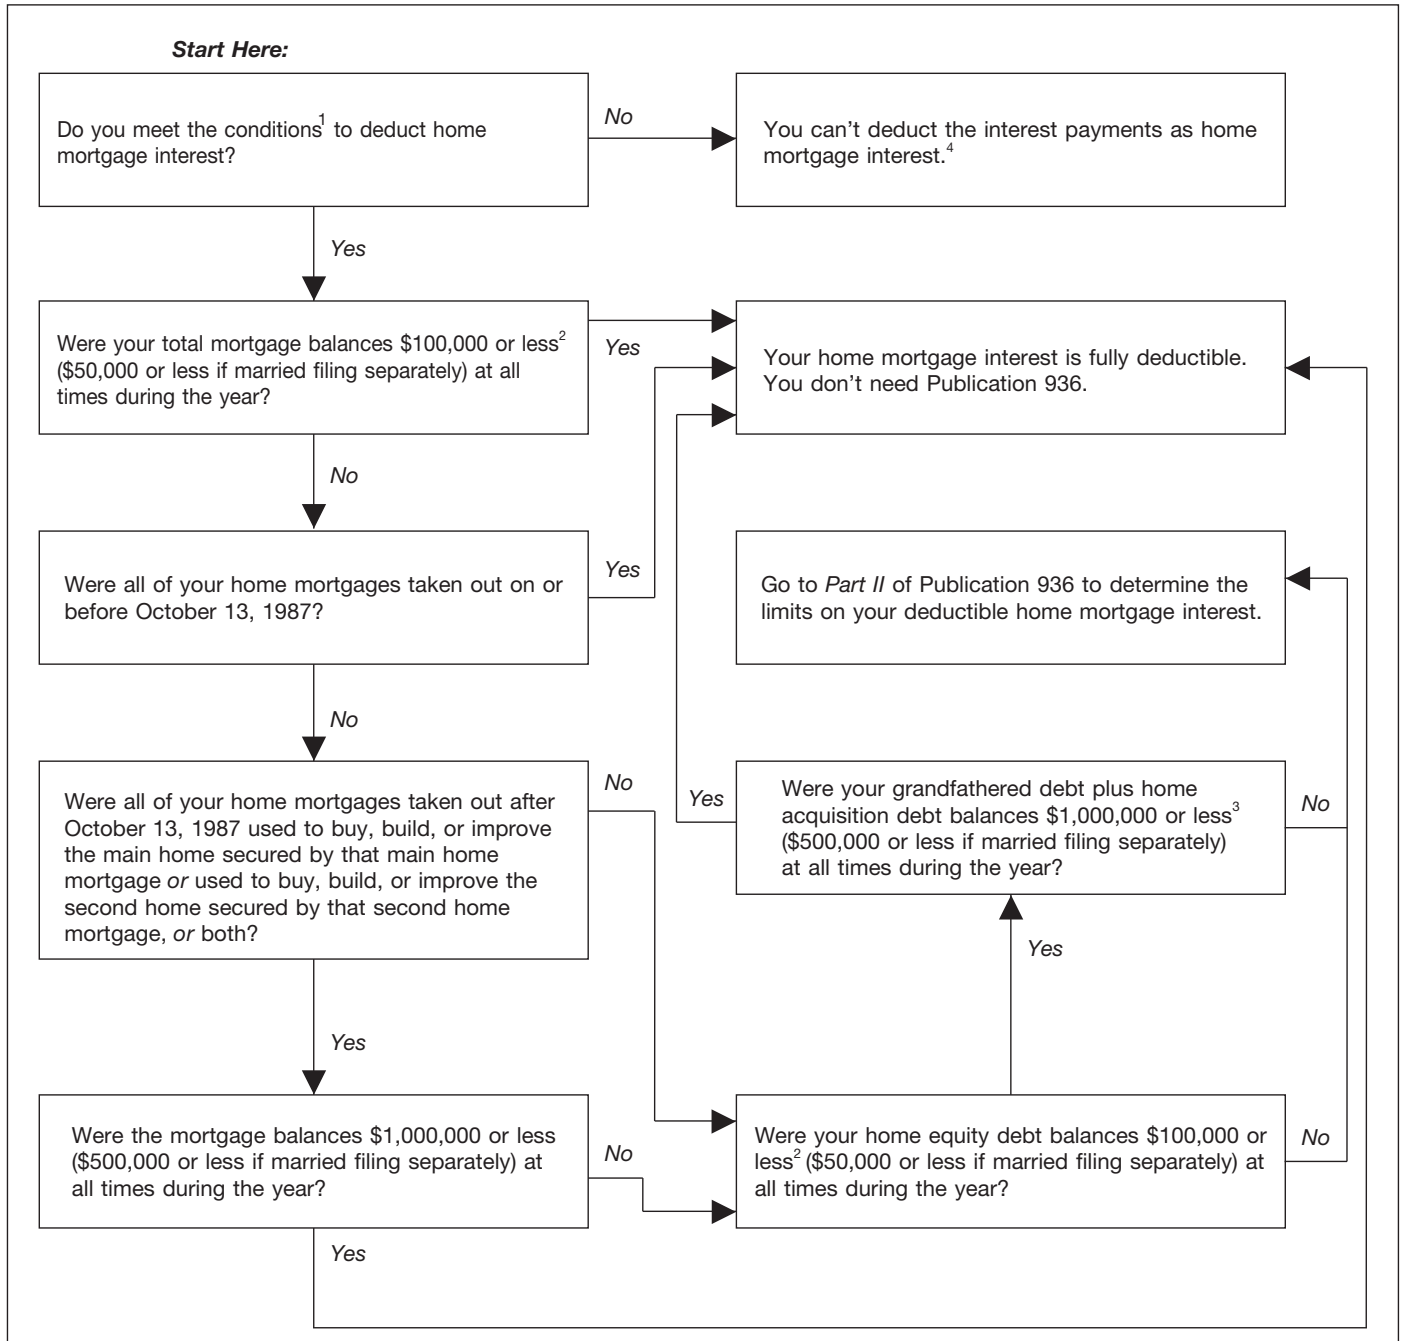 Start Here:
Do you meet the conditions1 to deduct home
mortgage interest?
No
You can't deduct the interest payments as home
mortgage interest.4
Yes
Were your total mortgage balances $100,000 or less2
($50,000 or less if married filing separately) at all
times during the year?
Yes
Your home mortgage interest is fully deductible.
You don't need Publication 936.
No
Were all of your home mortgages taken out on or
before October 13, 1987?
Yes
Go to Part II of Publication 936 to determine the
limits on your deductible home mortgage interest.
No
Were all of your home mortgages taken out after
October 13, 1987 used to buy, build, or improve
the main home secured by that main home
mortgage or used to buy, build, or improve the
second home secured by that second home
mortgage, or both?
No
Yes
Were your grandfathered debt plus home
acquisition debt balances $1,000,000 or less3
($500,000 or less if married filing separately)
at all times during the year?
No
Yes
Yes
Were the mortgage balances $1,000,000 or less
($500,000 or less if married filing separately) at
all times during the year?
No
Were your home equity debt balances $100,000 or
less2 ($50,000 or less if married filing separately) at
all times during the year?
No
Yes